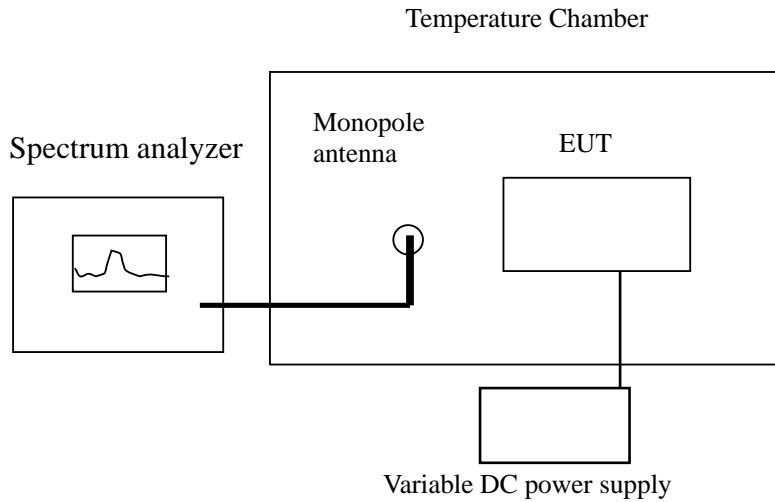 Temperature Chamber
Monopole
antenna
EUT
Spectrum analyzer
Variable DC power supply